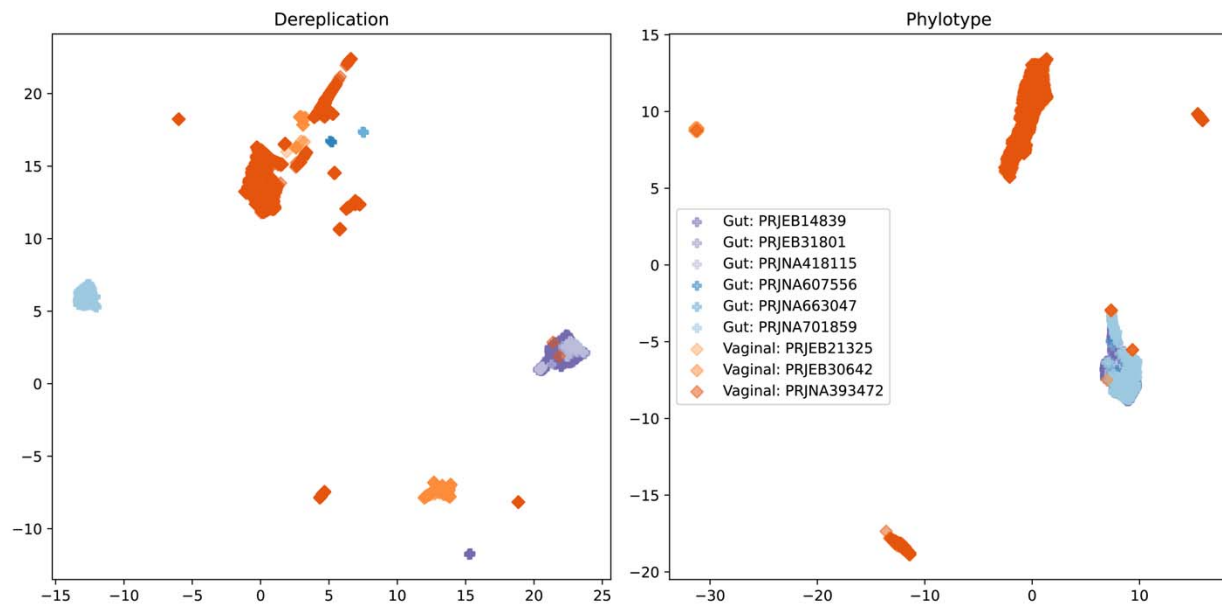 Dereplication
20
15
10
5
0
−5
−10
−15
−10
−5
0
5
10
15
20
25
Phylotype
15
10
5
0
−5
−10
−15
−20
−30
−20
−10
0
10
Gut: PRJEB14839
Gut: PRJEB31801
Gut: PRJNA418115
Gut: PRJNA607556
Gut: PRJNA663047
Gut: PRJNA701859
Vaginal: PRJEB21325
Vaginal: PRJEB30642
Vaginal: PRJNA393472